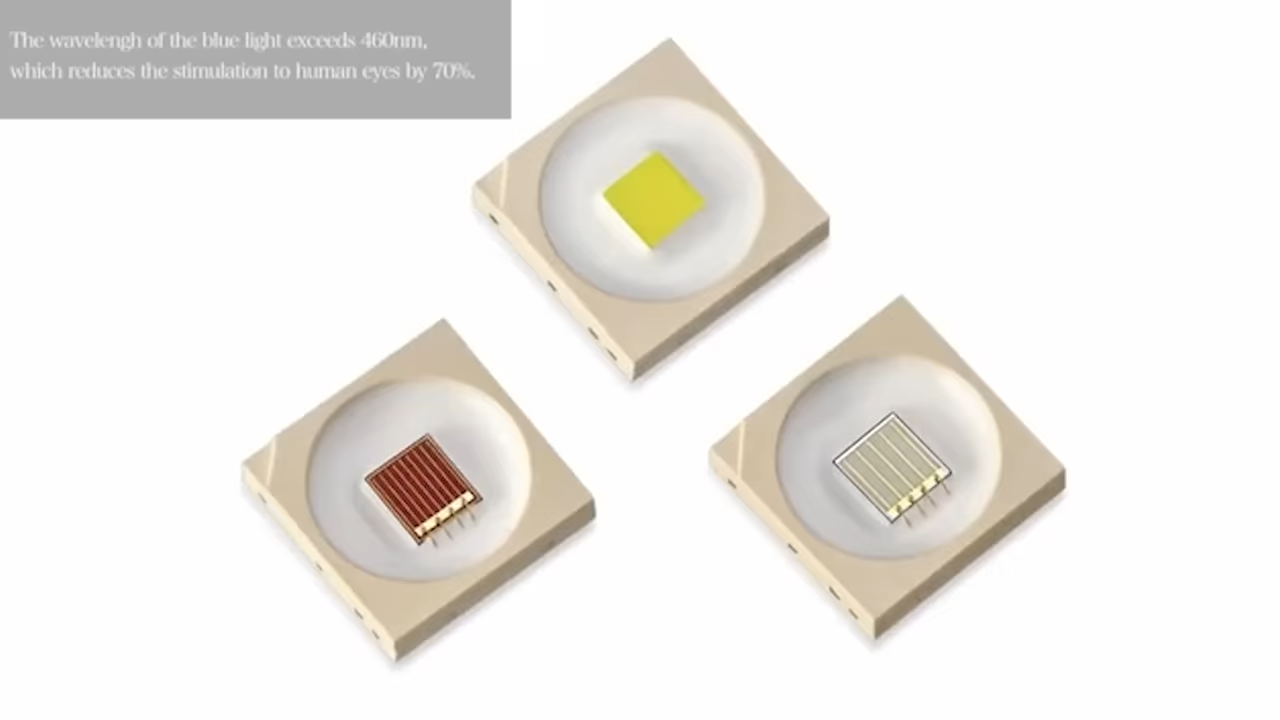 The wavelengh of the blue light exceeds 460nm,
which reduces the stimulation to human eyes by 70%.